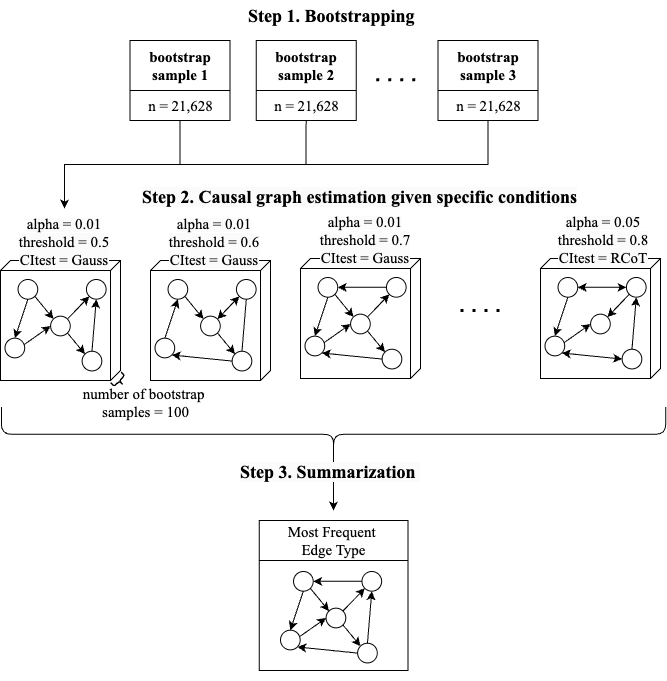 Step 1. Bootstrapping
bootstrap
sample 1
n = 21,628
bootstrap
sample 2
n = 21,628
. . . .
bootstrap
sample 3
n = 21,628
Step 2. Causal graph estimation given specific conditions
alpha = 0.01
threshold = 0.5
CItest = Gauss
alpha = 0.01
threshold = 0.6
CItest = Gauss
alpha = 0.01
threshold = 0.7
CItest = Gauss
. . . .
alpha = 0.05
threshold = 0.8
CItest = RCoT
number of bootstrap
samples = 100
Step 3. Summarization
Most Frequent
Edge Type